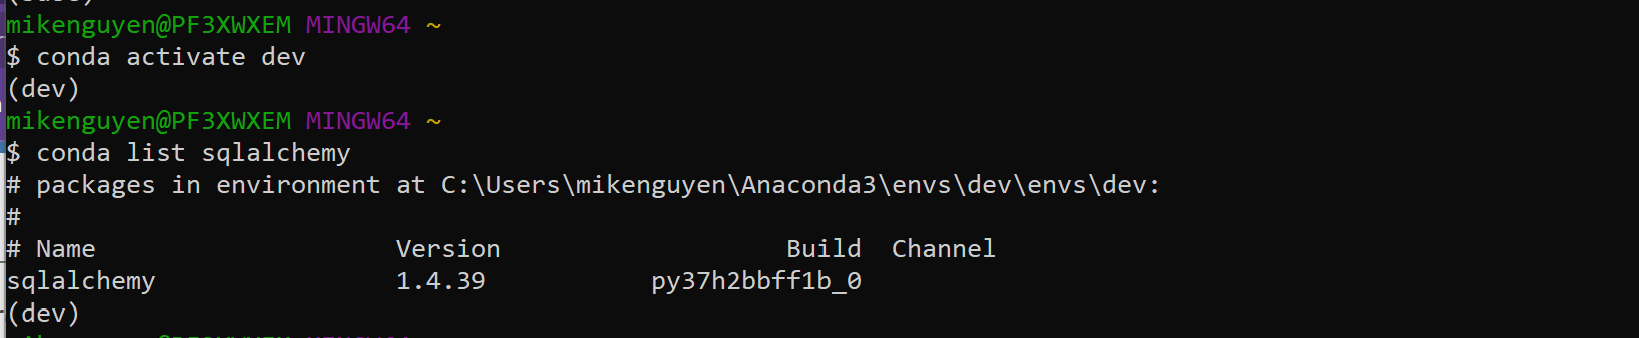 mikenguyen@PF3XWXEM MINGW64 ~
$ conda activate dev
(dev)
mikenguyen@PF3XWXEM MINGW64 ~
$ conda list sqlalchemy
# packages in environment at C:\Users\mikenguyen\Anaconda3\envs\dev\envs\dev:
#
# Name                    Version                   Build  Channel
sqlalchemy                1.4.39           py37h2bbff1b_0
(dev)